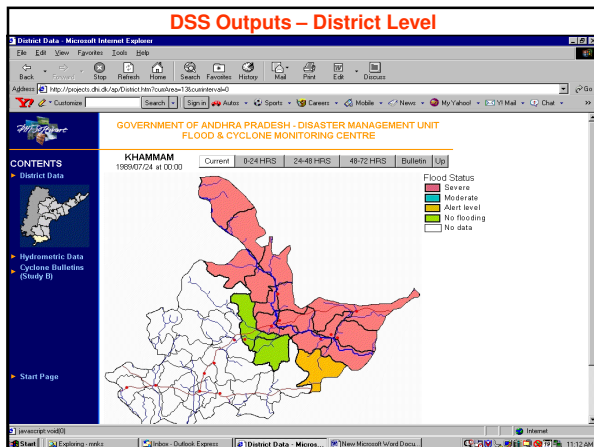 DSS Outputs – District Level
District Data - Microsoft Internet Explorer
File Edit View Favorites Tools Help
Back Forward Stop Refresh Home Search Favorites History Mail Print Edit Discuss
Address http://projects.dhi.dk/ap/District.htm?currArea=13&currinterval=0 Go
Y! Customize Search Sign in Autos Sports Careers Mobile News My Yahoo! Y! Mail Chat »
GOVERNMENT OF ANDHRA PRADESH - DISASTER MANAGEMENT UNIT
FLOOD & CYCLONE MONITORING CENTRE
KHAMMAM
1989/07/24 at 00:00
Current 0-24 HRS 24-48 HRS 48-72 HRS Bulletin Up
CONTENTS
District Data
Hydrometric Data
Cyclone Bulletins
(Study B)
Start Page
Flood Status
Severe
Moderate
Alert level
No flooding
No data
javascript:void(0) Internet
Start Exploring - mnks Inbox - Outlook Express District Data - Micros... New Microsoft Word Docu... 11:12 AM